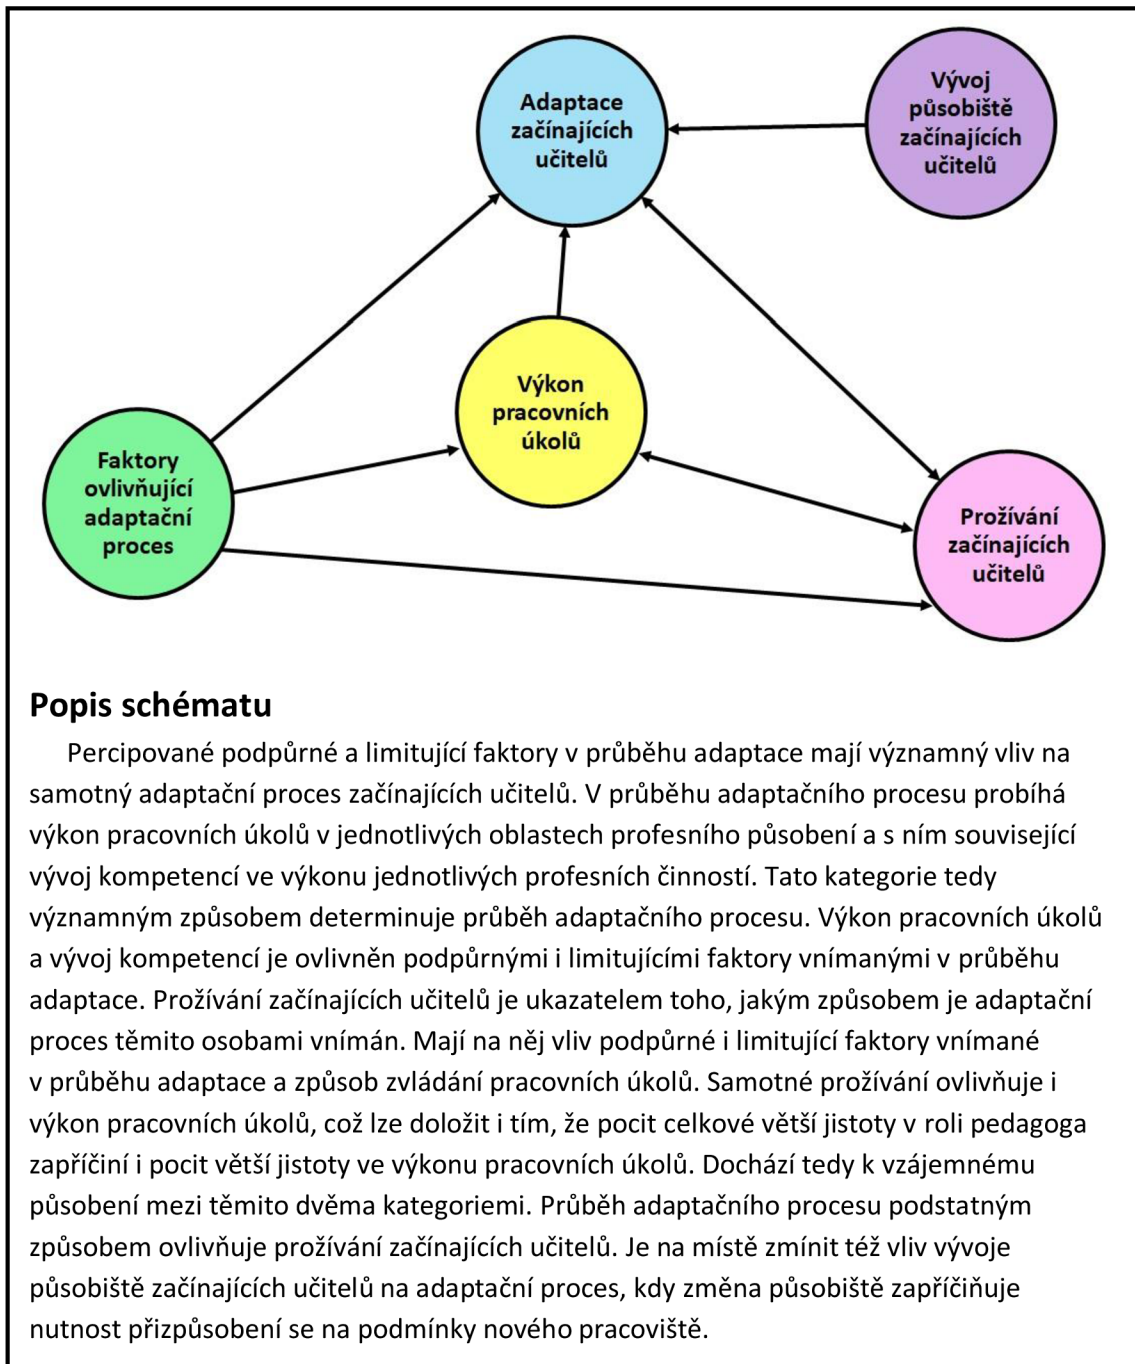 Adaptace
začínajících
učitelů
Vývoj
působiště
začínajících
učitelů
Výkon
pracovních
úkolů
Faktory
ovlivňující
adaptační
proces
Prožívání
začínajících
učitelů
Popis schématu
Percipované podpůrné a limitující faktory v průběhu adaptace mají významný vliv na
samotný adaptační proces začínajících učitelů. V průběhu adaptačního procesu probíhá
výkon pracovních úkolů v jednotlivých oblastech profesního působení a s ním související
vývoj kompetencí ve výkonu jednotlivých profesních činností. Tato kategorie tedy
významným způsobem determinuje průběh adaptačního procesu. Výkon pracovních úkolů
a vývoj kompetencí je ovlivněn podpůrnými i limitujícími faktory vnímanými v průběhu
adaptace. Prožívání začínajících učitelů je ukazatelem toho, jakým způsobem je adaptační
proces těmito osobami vnímán. Mají na něj vliv podpůrné i limitující faktory vnímané
v průběhu adaptace a způsob zvládání pracovních úkolů. Samotné prožívání ovlivňuje i
výkon pracovních úkolů, což lze doložit i tím, že pocit celkové větší jistoty v roli pedagoga
zapříčiní i pocit větší jistoty ve výkonu pracovních úkolů. Dochází tedy k vzájemnému
působení mezi těmito dvěma kategoriemi. Průběh adaptačního procesu podstatným
způsobem ovlivňuje prožívání začínajících učitelů. Je na místě zmínit též vliv vývoje
působiště začínajících učitelů na adaptační proces, kdy změna působiště zapříčiňuje
nutnost přizpůsobení se na podmínky nového pracoviště.